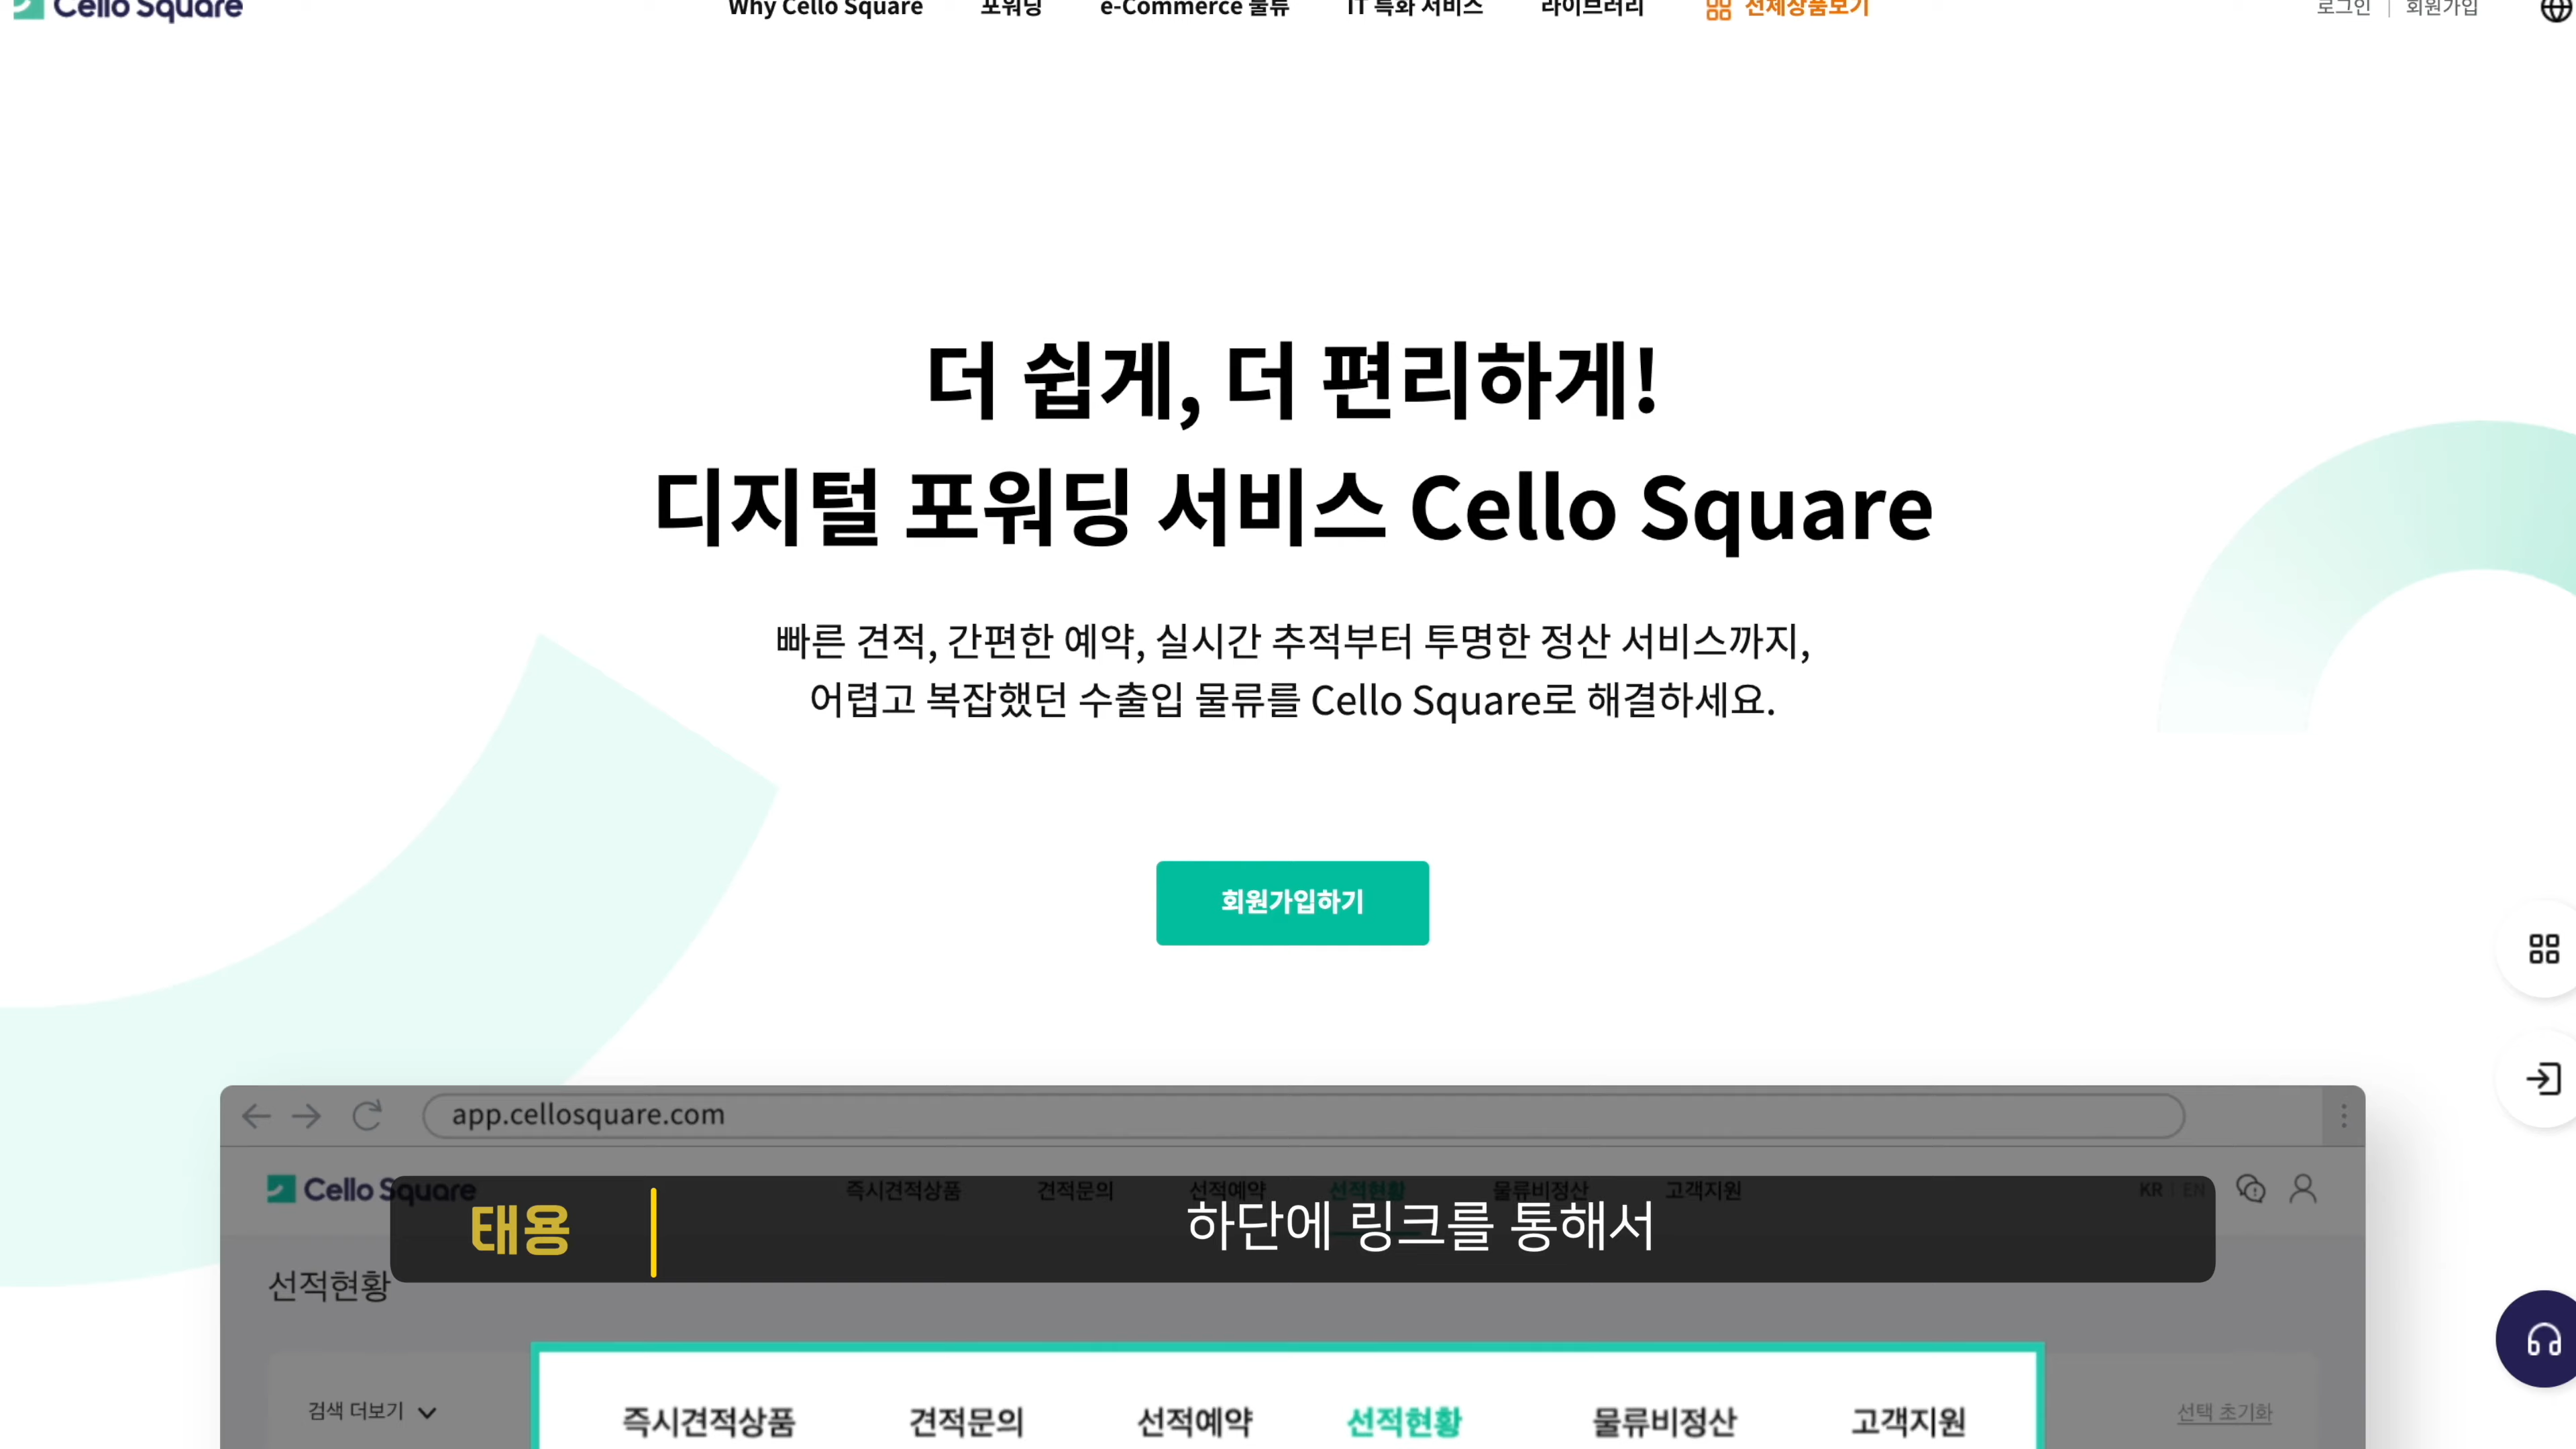 Cello Square
Why Cello Square 포워딩 e-Commerce 물류 IT 특화 서비스 라이브러리 전체상품보기 로그인 | 회원가입
더 쉽게, 더 편리하게!
디지털 포워딩 서비스 Cello Square
빠른 견적, 간편한 예약, 실시간 추적부터 투명한 정산 서비스까지,
어렵고 복잡했던 수출입 물류를 Cello Square로 해결하세요.
회원가입하기
app.cellosquare.com
Cello Square 즉시견적상품 견적문의 선적예약 선적현황 물류비정산 고객지원 KR | EN
태용 하단에 링크를 통해서
선적현황
검색 더보기 선택 초기화
즉시견적상품 견적문의 선적예약 선적현황 물류비정산 고객지원